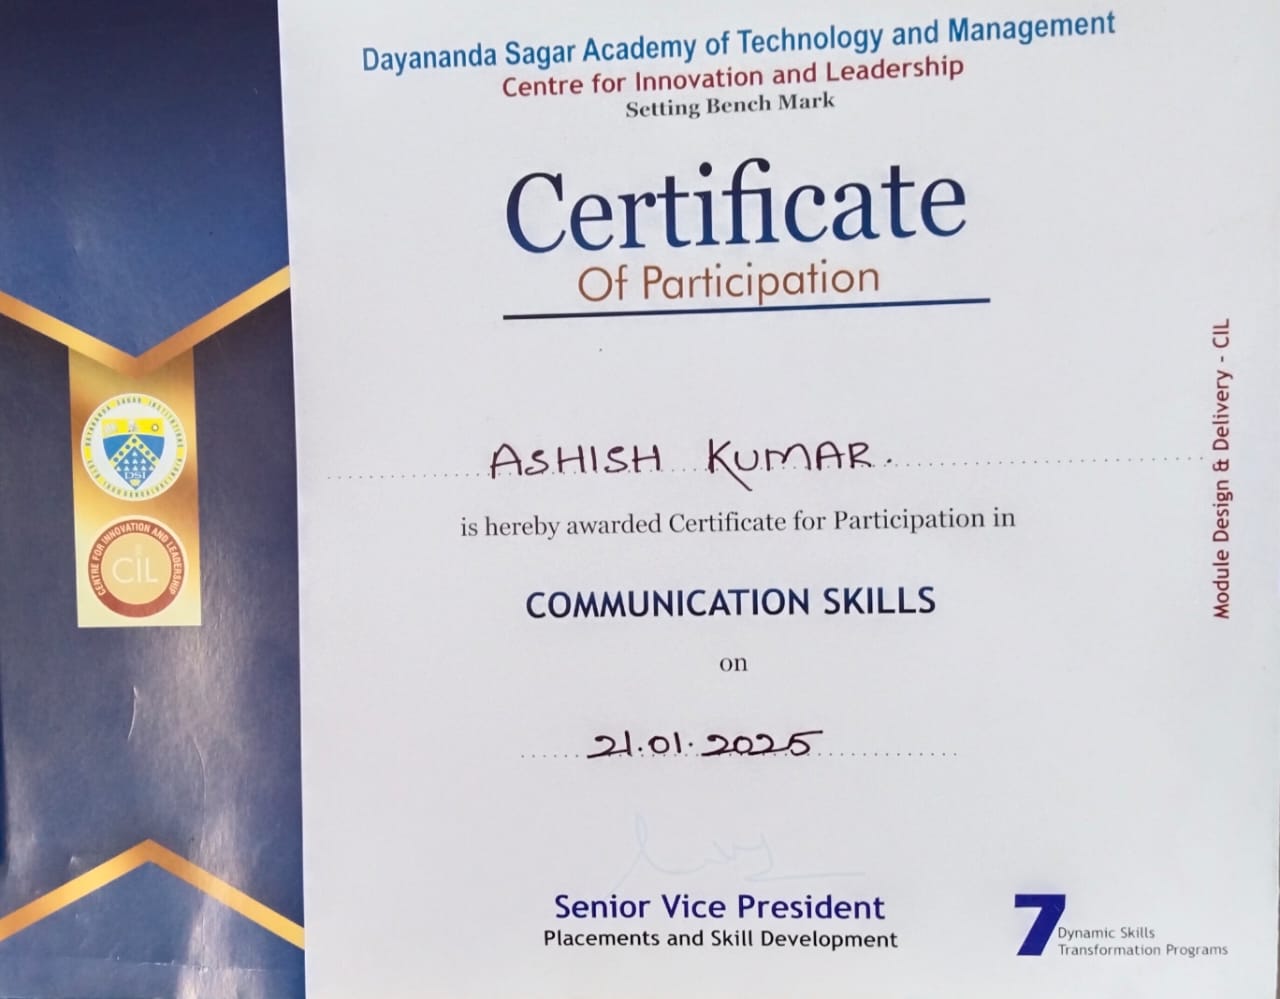 Dayananda Sagar Academy of Technology and Management
Centre for Innovation and Leadership
Setting Bench Mark
Certificate
Of Participation
ASHISH KUMAR.
is hereby awarded Certificate for Participation in
COMMUNICATION SKILLS
on
21.01.2025
Senior Vice President
Placements and Skill Development
7
Dynamic Skills
Transformation Programs
Module Design & Delivery - CIL
DAYANANDA SAGAR INSTITUTIONS
DSI
CENTRE FOR INNOVATION AND LEADERSHIP
CIL